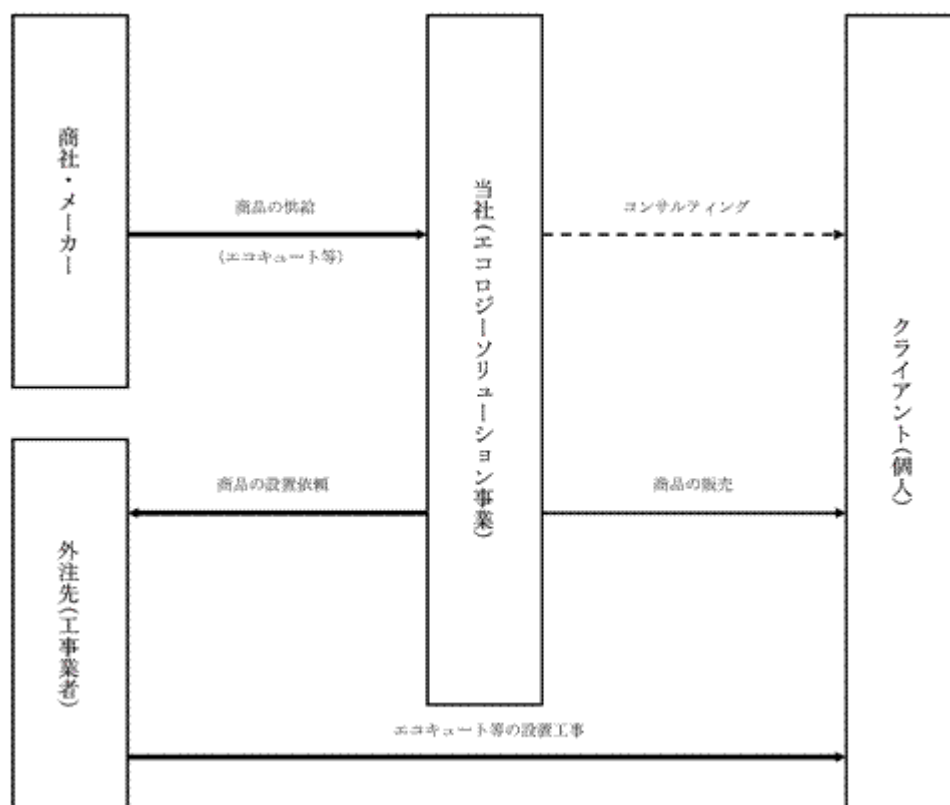 商社・メーカー
商品の供給
(エコキュート等)
当社(エコロジーソリューション事業)
コンサルティング
クライアント(個人)
商品の設置依頼
商品の販売
外注先(工事業者)
エコキュート等の設置工事